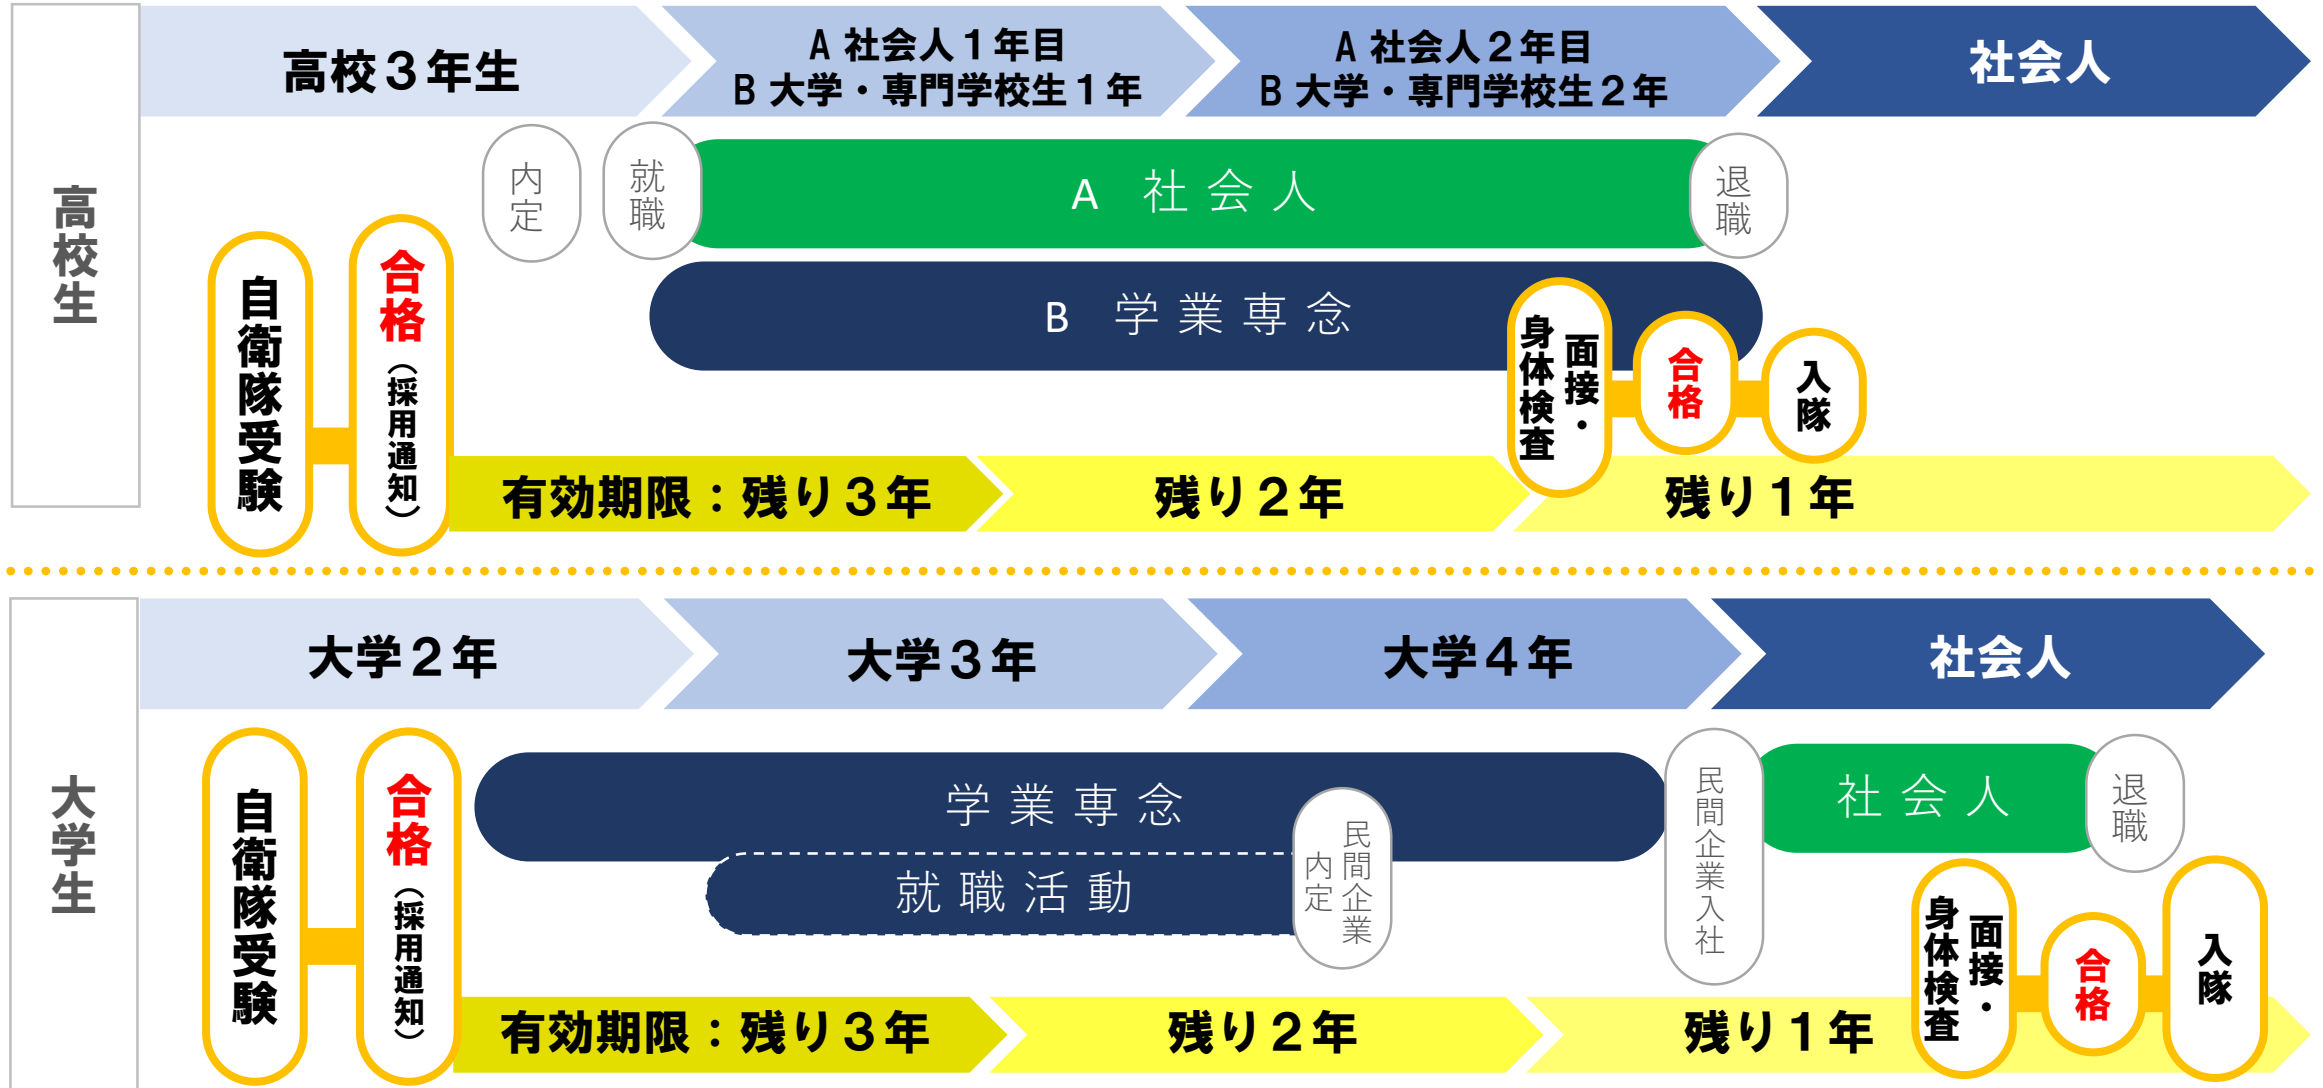 高校生
高校３年生
A 社会人１年目
B 大学・専門学校生１年
A 社会人２年目
B 大学・専門学校生２年
社会人
内定
就職
A 社会人
退職
B 学業専念
自衛隊受験
合格（採用通知）
面接・
身体検査
合格
入隊
有効期限：残り３年
残り２年
残り１年
大学生
大学２年
大学３年
大学４年
社会人
自衛隊受験
合格（採用通知）
学業専念
就職活動
民間企業
内定
民間企業入社
社会人
退職
面接・
身体検査
合格
入隊
有効期限：残り３年
残り２年
残り１年